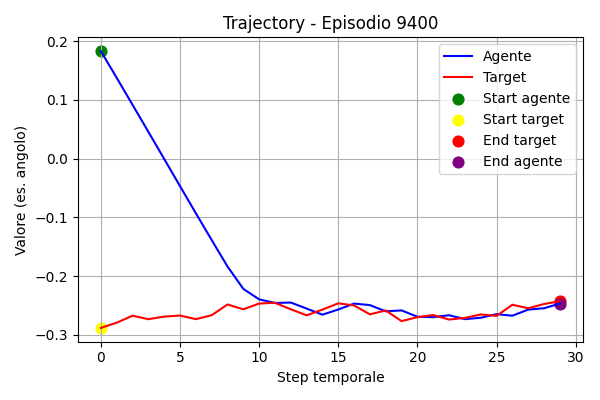 Trajectory - Episodio 9400
Valore (es. angolo)
0.2
0.1
0.0
−0.1
−0.2
−0.3
Agente
Target
Start agente
Start target
End target
End agente
0 5 10 15 20 25 30
Step temporale